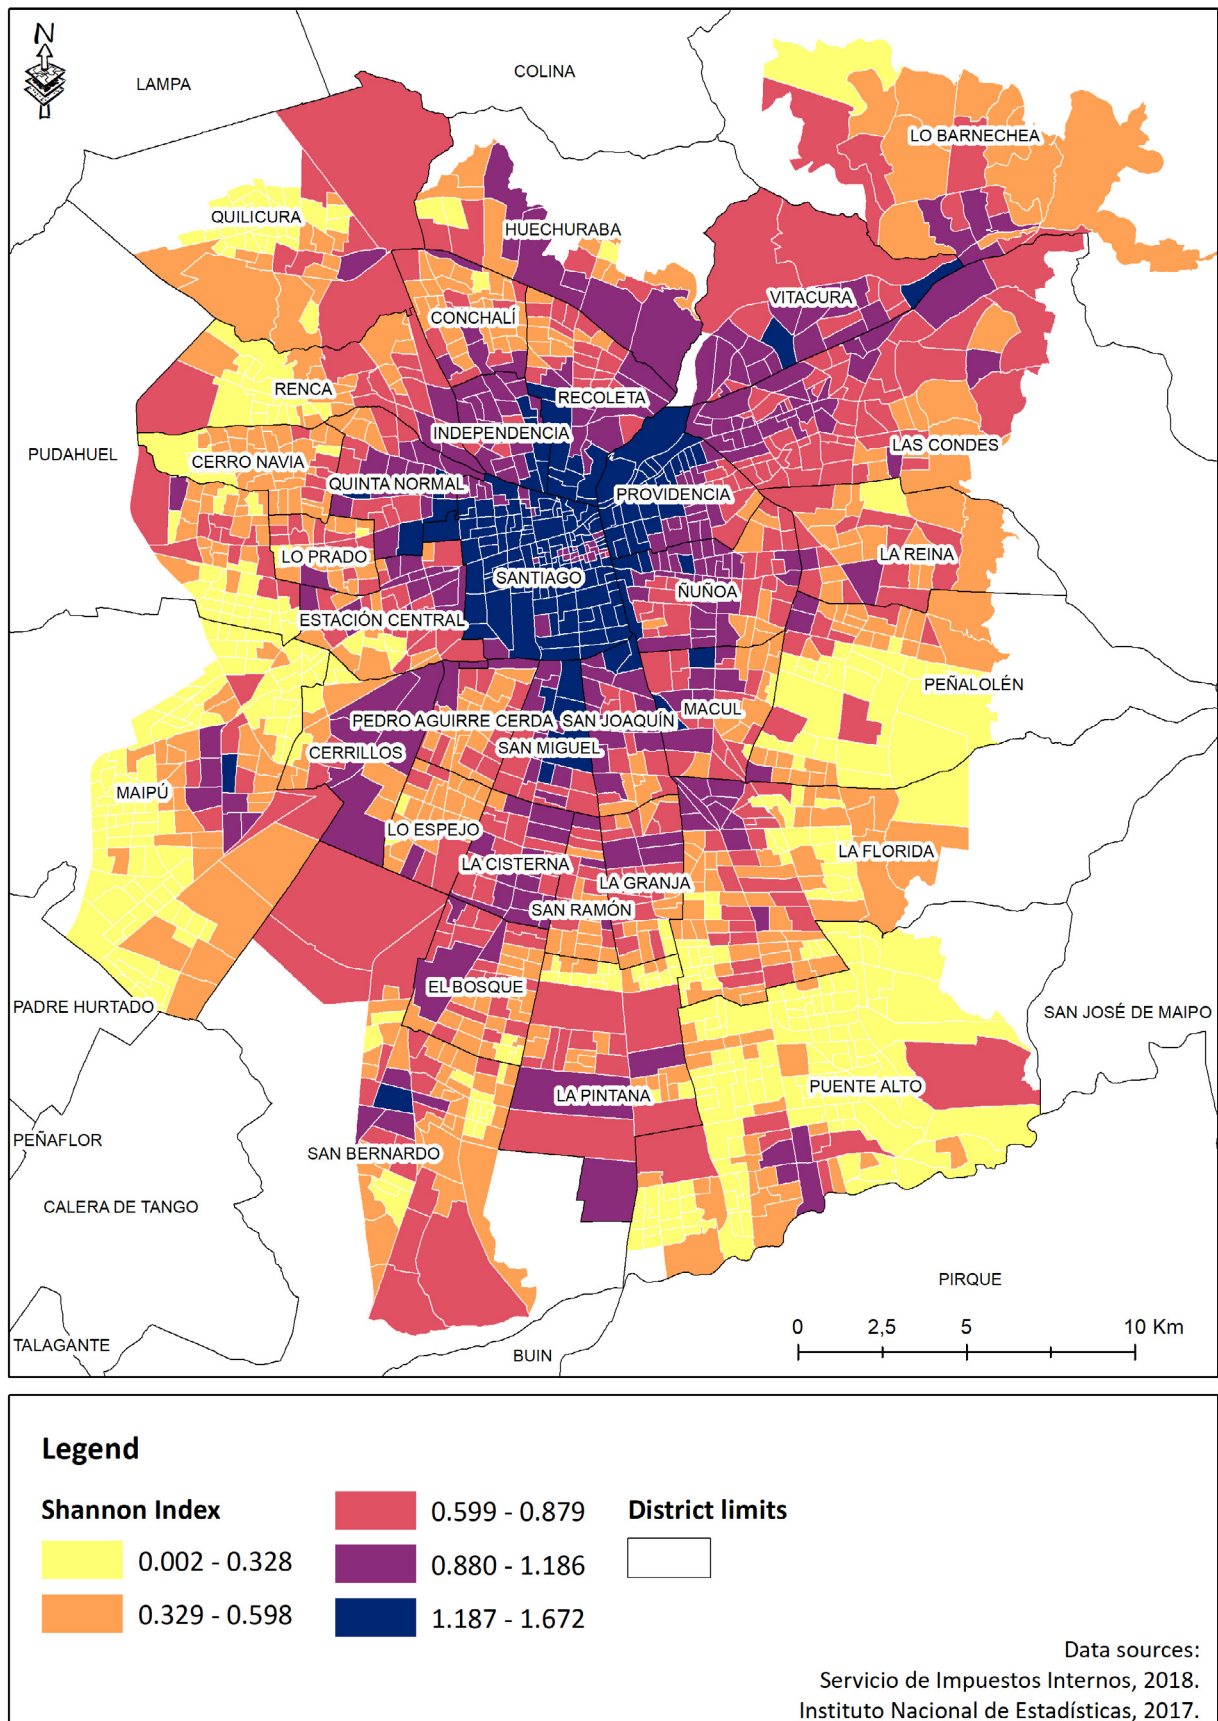 N
LAMPA
COLINA
LO BARNECHEA
QUILICURA
HUECHURABA
VITACURA
CONCHALÍ
RENCA
RECOLETA
INDEPENDENCIA
LAS CONDES
PUDAHUEL
CERRO NAVIA
QUINTA NORMAL
PROVIDENCIA
LO PRADO
LA REINA
SANTIAGO
ÑUÑOA
ESTACIÓN CENTRAL
PEÑALOLÉN
PEDRO AGUIRRE CERDA
SAN JOAQUÍN
MACUL
CERRILLOS
SAN MIGUEL
MAIPÚ
LO ESPEJO
LA FLORIDA
LA CISTERNA
LA GRANJA
SAN RAMÓN
EL BOSQUE
PADRE HURTADO
SAN JOSÉ DE MAIPO
PUENTE ALTO
LA PINTANA
PEÑAFLOR
SAN BERNARDO
CALERA DE TANGO
PIRQUE
TALAGANTE
BUIN
0 2,5 5 10 Km
Legend
Shannon Index
0.002 - 0.328
0.329 - 0.598
0.599 - 0.879
0.880 - 1.186
1.187 - 1.672
District limits
Data sources:
Servicio de Impuestos Internos, 2018.
Instituto Nacional de Estadísticas, 2017.